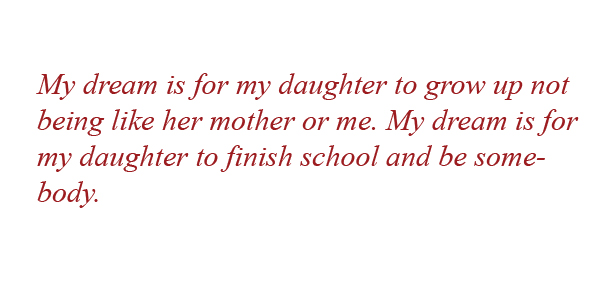 My dream is for my daughter to grow up not
being like her mother or me. My dream is for
my daughter to finish school and be some-
body.